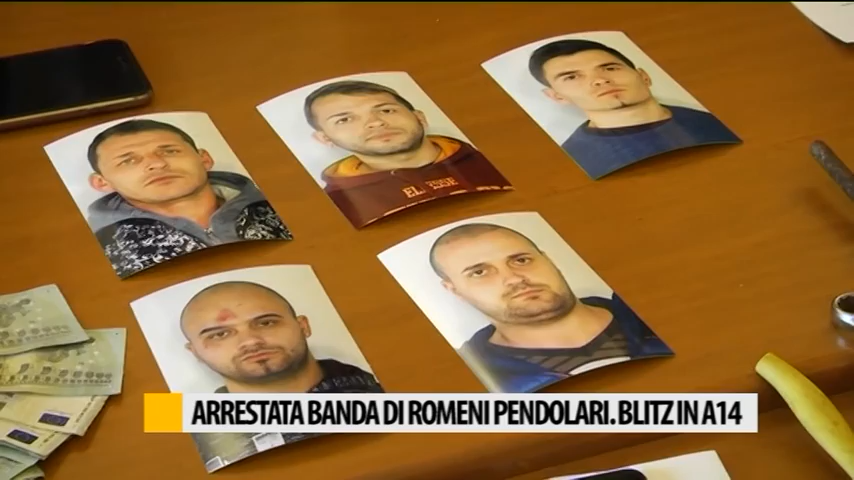 ARRESTATA BANDA DI ROMENI PENDOLARI. BLITZ IN A14